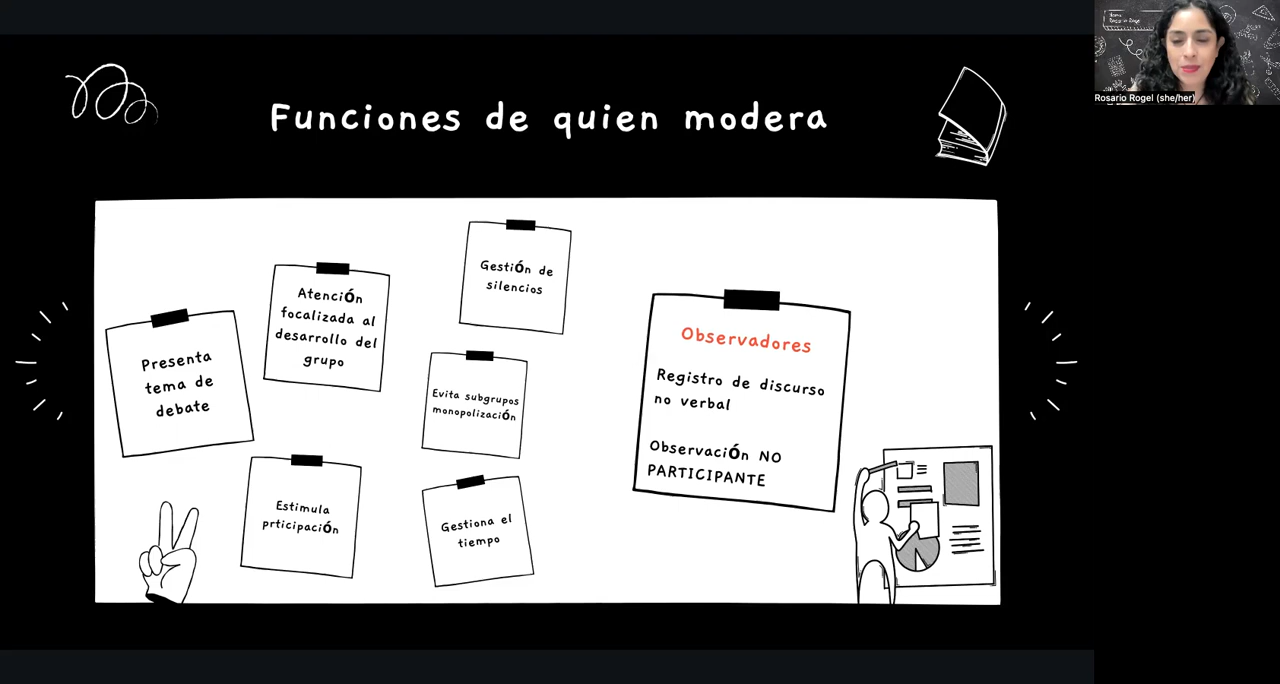 Funciones de quien modera
Presenta
tema de
debate
Atención
focalizada al
desarrollo del
grupo
Estimula
prticipación
Gestión de
silencios
Evita subgrupos
monopolización
Gestiona el
tiempo
Observadores
Registro de discurso
no verbal
Observación NO
PARTICIPANTE
Rosario Rogel (she/her)